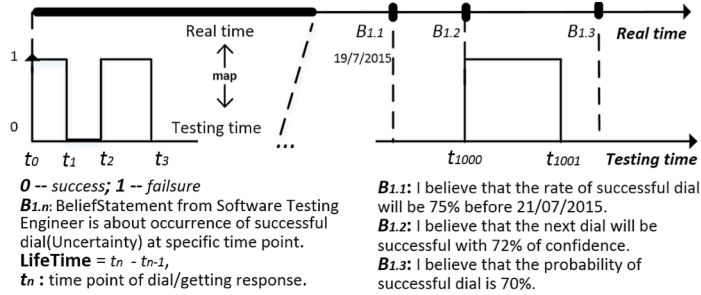 Real time
B1.1 B1.2 B1.3 Real time
1
map
19/7/2015
0
Testing time
...
t0 t1 t2 t3 t1000 t1001 Testing time
0 -- success; 1 -- failsure
B1.n: BeliefStatement from Software Testing
Engineer is about occurrence of successful
dial(Uncertainty) at specific time point.
LifeTime = tn - tn-1,
tn : time point of dial/getting response.
B1.1: I believe that the rate of successful dial
will be 75% before 21/07/2015.
B1.2: I believe that the next dial will be
successful with 72% of confidence.
B1.3: I believe that the probability of
successful dial is 70%.